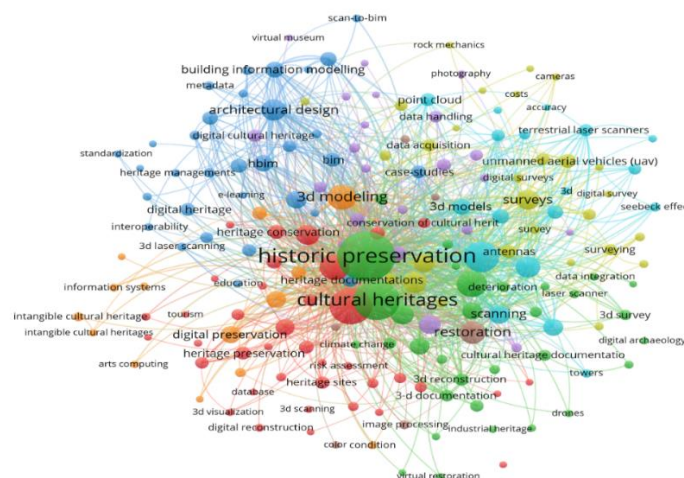 scan-to-bim
virtual museum
rock mechanics
building information modelling
photography
cameras
metadata
costs
point cloud
architectural design
accuracy
data handling
terrestrial laser scanners
digital cultural heritage
data acquisition
standardization
hbim
bim
unmanned aerial vehicles (uav)
heritage managements
case-studies
digital surveys
e-learning
3d modeling
3d
digital survey
surveys
digital heritage
3d models
seebeck effe
interoperability
conservation of cultural herit
survey
heritage conservation
3d laser scanning
historic preservation
antennas
surveying
heritage documentations
data integration
education
deterioration
information systems
cultural heritages
laser scanner
intangible cultural heritage
tourism
scanning
3d survey
intangible cultural heritages
digital preservation
restoration
digital archaeology
climate change
heritage preservation
cultural heritage documentatio
arts computing
risk assessment
3d reconstruction
towers
database
heritage sites
3-d documentation
3d visualization
3d scanning
drones
digital reconstruction
image processing
industrial heritage
color condition
virtual restoration